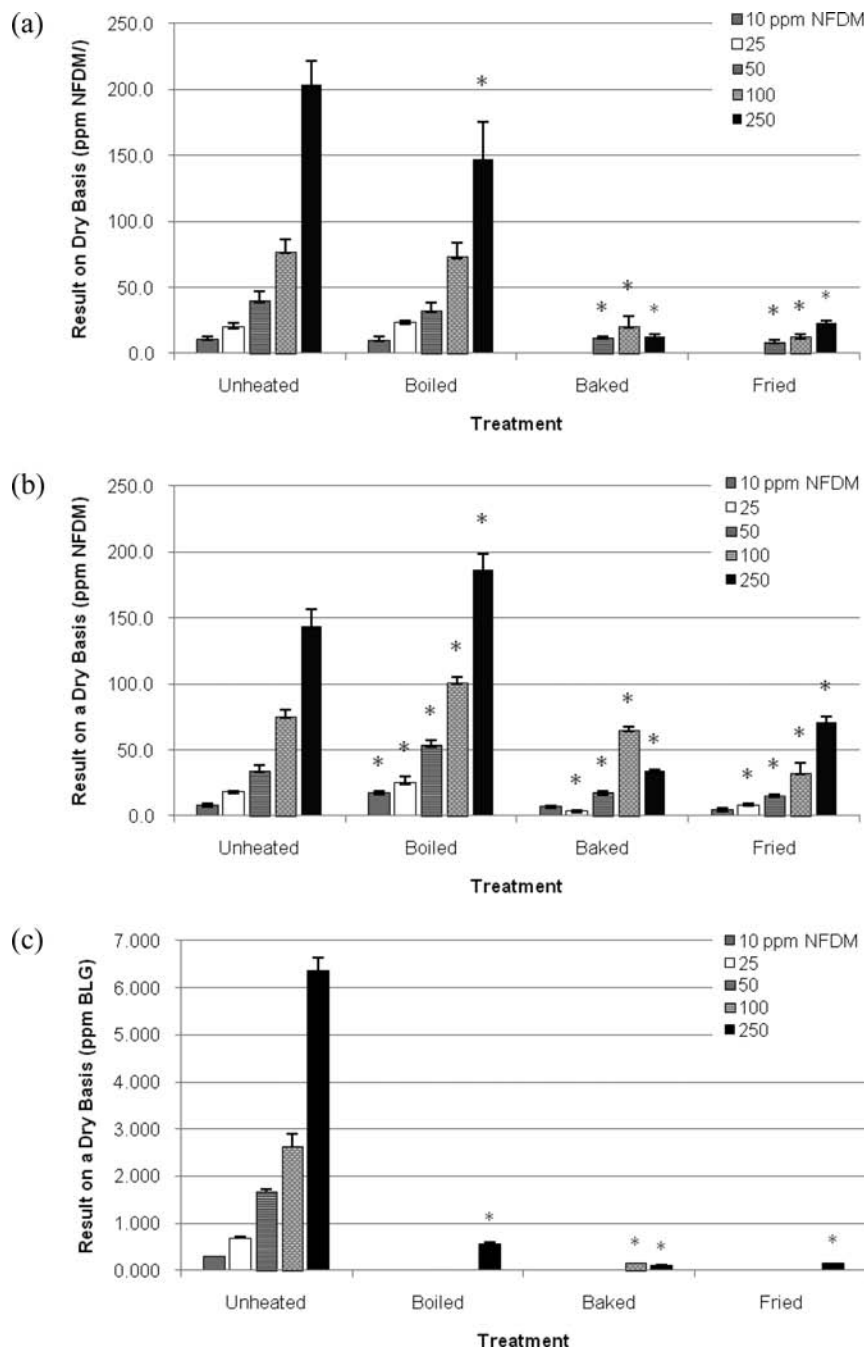 (a)
250.0
200.0
150.0
100.0
50.0
0.0
Result on Dry Basis (ppm NFDM/)
10 ppm NFDM
25
50
100
250
*
* * *
* * *
Unheated Boiled Baked Fried
Treatment
(b)
250.0
200.0
150.0
100.0
50.0
0.0
Result on a Dry Basis (ppm NFDM)
10 ppm NFDM
25
50
100
250
* * * * *
* * * *
* * * *
Unheated Boiled Baked Fried
Treatment
(c)
7.000
6.000
5.000
4.000
3.000
2.000
1.000
0.000
Result on a Dry Basis (ppm BLG)
10 ppm NFDM
25
50
100
250
*
* *
*
Unheated Boiled Baked Fried
Treatment